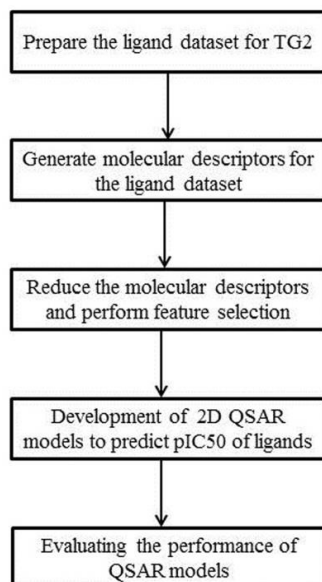 Prepare the ligand dataset for TG2
Generate molecular descriptors for
the ligand dataset
Reduce the molecular descriptors
and perform feature selection
Development of 2D QSAR
models to predict pIC50 of ligands
Evaluating the performance of
QSAR models